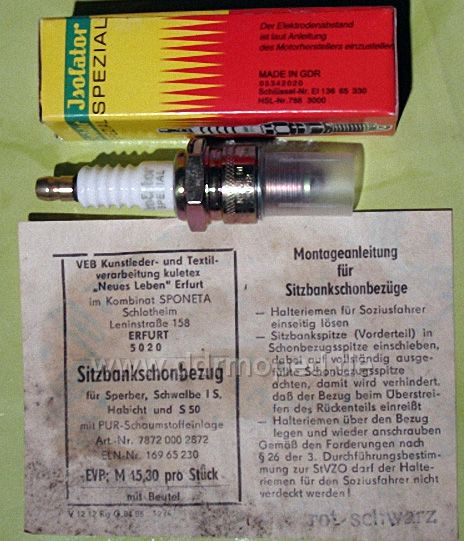 Isolator
SPEZIAL
Der Elektrodenabstand
ist laut Anleitung
des Motorherstellers einzustellen
MADE IN GDR
05342020
Schlüssel-Nr. El 136 65 330
HSL-Nr. 788 3000
Isolator
SPEZIAL
VEB Kunstleder- und Textil-
verarbeitung kuletex
„Neues Leben" Erfurt
im Kombinat SPONETA
Schlotheim
Leninstraße 158
ERFURT
5020
Sitzbankschonbezug
für Sperber, Schwalbe 1 S,
Habicht und S 50
mit PUR-Schaumstoffeinlage
Art.-Nr. 7872 000 2872
ELN-Nr. 169 65 230
EVP: M 15,30 pro Stück
mit Beutel
Montageanleitung
für
Sitzbankschonbezüge
— Halteriemen für Soziusfahrer
einseitig lösen
— Sitzbankspitze (Vorderteil) in
Schonbezugsspitze einschieben,
dabei auf vollständig ausge-
füllte Schonbezugsspitze
achten, damit wird verhindert,
daß der Bezug beim Überstrei-
fen des Rückenteils einreißt
— Halteriemen über den Bezug
legen und wieder anschrauben
Gemäß den Forderungen nach
§ 26 der 3. Durchführungsbestim-
mung zur StVZO darf der Halte-
riemen für den Soziusfahrer nicht
verdeckt werden!
rot-schwarz